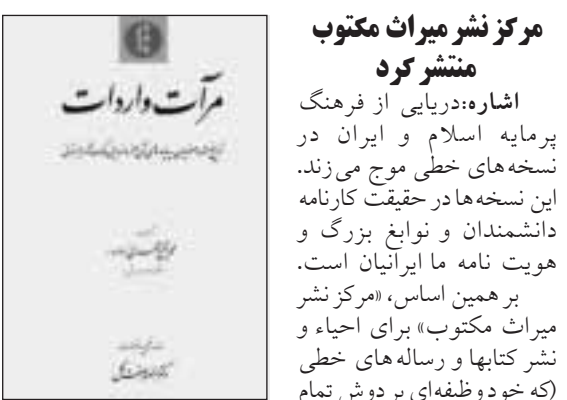 مرکز نشر میراث مکتوب
منتشر کرد
اشاره:دریایی از فرهنگ
پرمایه اسلام و ایران در
نسخه‌های خطی موج می‌زند.
این نسخه‌ها در حقیقت کارنامه
دانشمندان و نوابغ بزرگ و
هویت نامه ما ایرانیان است.
بر همین اساس، «مرکز نشر
میراث مکتوب» برای احیاء و
نشر کتابها و رساله‌های خطی
(که خود وظیفه‌ای بر دوش تمام
مرآت واردات